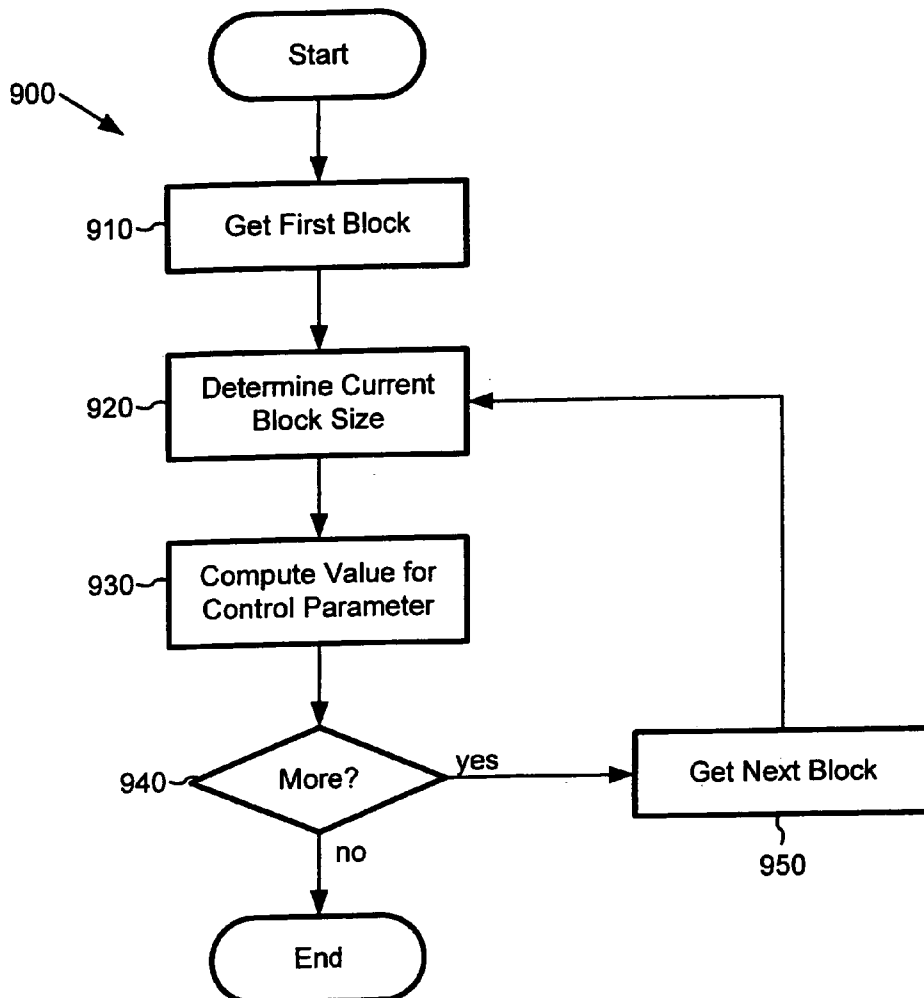 Start
900
910
Get First Block
920
Determine Current
Block Size
930
Compute Value for
Control Parameter
940
More?
yes
Get Next Block
950
no
End